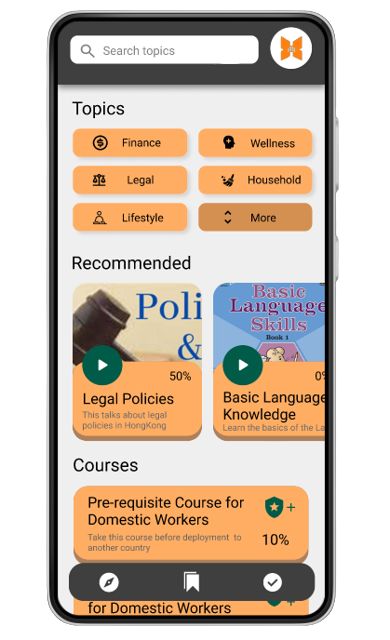 Search topics
Topics
Finance
Wellness
Legal
Household
Lifestyle
More
Recommended
Poli
&
Basic
Language
Skills
Book 1
50%
Legal Policies
This talks about legal
policies in HongKong
0%
Basic Language
Knowledge
Learn the basics of the La
Courses
Pre-requisite Course for
Domestic Workers
Take this course before deployment to
another country
+
10%
for Domestic Workers
+